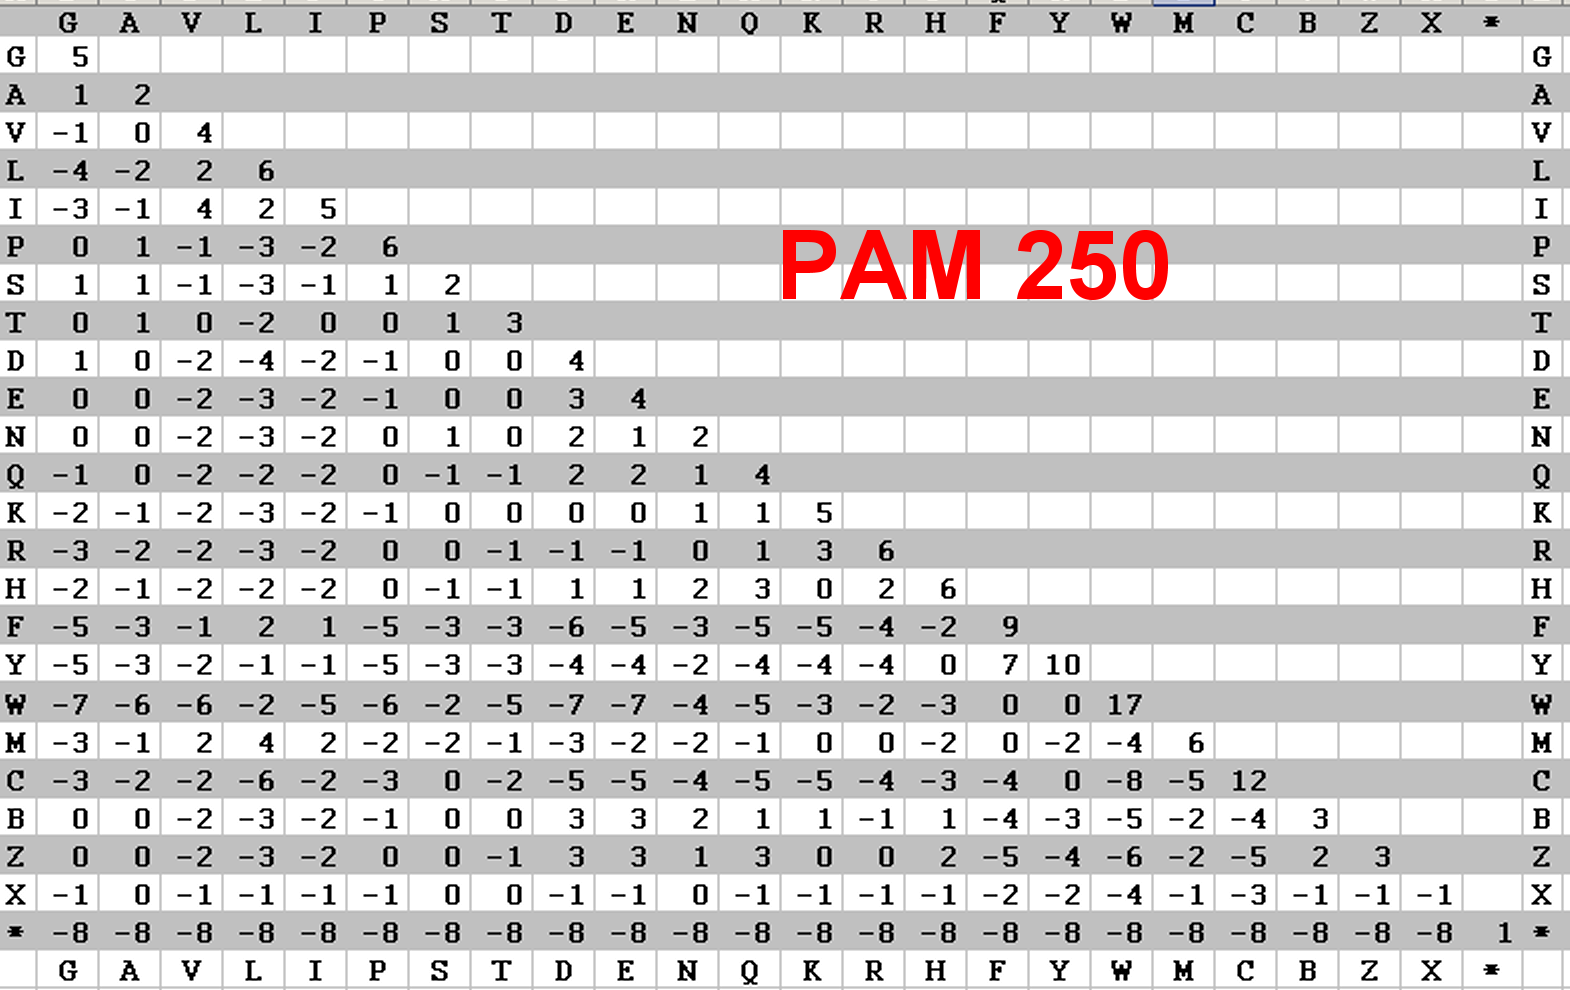 G A V L I P S T D E N Q K R H F Y W M C B Z X *
G 5 G
A 1 2 A
V -1 0 4 V
L -4 -2 2 6 L
I -3 -1 4 2 5 I
P 0 1 -1 -3 -2 6 P
PAM 250
S 1 1 -1 -3 -1 1 2 S
T 0 1 0 -2 0 0 1 3 T
D 1 0 -2 -4 -2 -1 0 0 4 D
E 0 0 -2 -3 -2 -1 0 0 3 4 E
N 0 0 -2 -3 -2 0 1 0 2 1 2 N
Q -1 0 -2 -2 -2 0 -1 -1 2 2 1 4 Q
K -2 -1 -2 -3 -2 -1 0 0 0 0 1 1 5 K
R -3 -2 -2 -3 -2 0 0 -1 -1 -1 0 1 3 6 R
H -2 -1 -2 -2 -2 0 -1 -1 1 1 2 3 0 2 6 H
F -5 -3 -1 2 1 -5 -3 -3 -6 -5 -3 -5 -5 -4 -2 9 F
Y -5 -3 -2 -1 -1 -5 -3 -3 -4 -4 -2 -4 -4 -4 0 7 10 Y
W -7 -6 -6 -2 -5 -6 -2 -5 -7 -7 -4 -5 -3 -2 -3 0 0 17 W
M -3 -1 2 4 2 -2 -2 -1 -3 -2 -2 -1 0 0 -2 0 -2 -4 6 M
C -3 -2 -2 -6 -2 -3 0 -2 -5 -5 -4 -5 -5 -4 -3 -4 0 -8 -5 12 C
B 0 0 -2 -3 -2 -1 0 0 3 3 2 1 1 -1 1 -4 -3 -5 -2 -4 3 B
Z 0 0 -2 -3 -2 0 0 -1 3 3 1 3 0 0 2 -5 -4 -6 -2 -5 2 3 Z
X -1 0 -1 -1 -1 -1 0 0 -1 -1 0 -1 -1 -1 -1 -2 -2 -4 -1 -3 -1 -1 -1 X
* -8 -8 -8 -8 -8 -8 -8 -8 -8 -8 -8 -8 -8 -8 -8 -8 -8 -8 -8 -8 -8 -8 -8 1 *
G A V L I P S T D E N Q K R H F Y W M C B Z X *